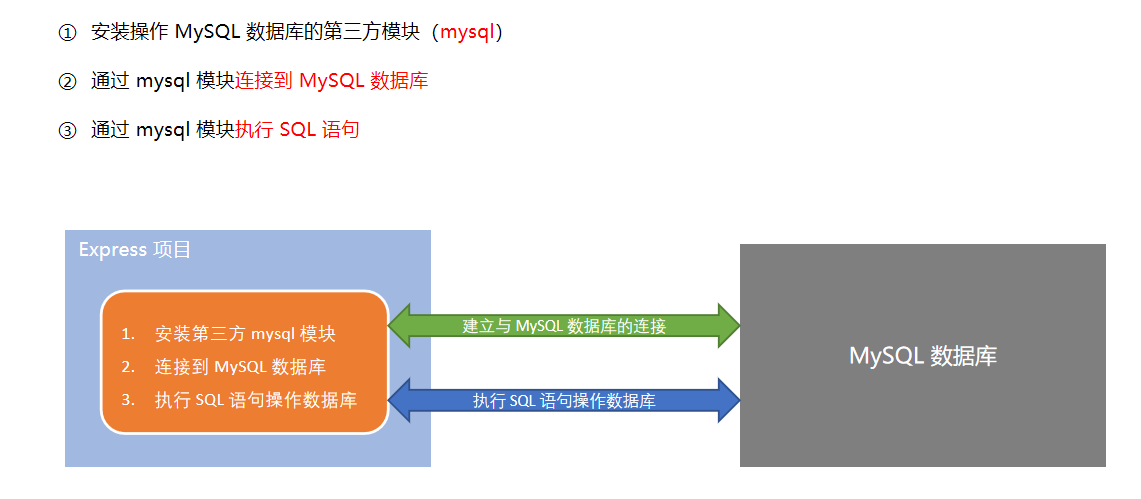 ① 安装操作 MySQL 数据库的第三方模块（mysql）
② 通过 mysql 模块连接到 MySQL 数据库
③ 通过 mysql 模块执行 SQL 语句
Express 项目
1. 安装第三方 mysql 模块
2. 连接到 MySQL 数据库
3. 执行 SQL 语句操作数据库
建立与 MySQL 数据库的连接
执行 SQL 语句操作数据库
MySQL 数据库